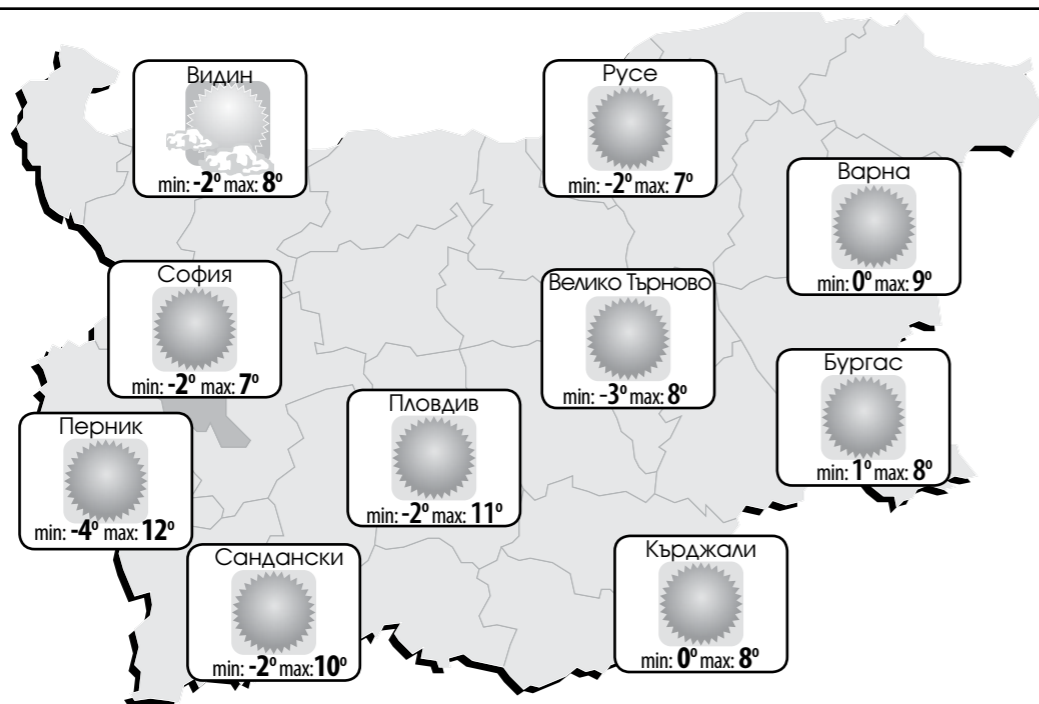 Видин
min: -2° max: 8°
Русе
min: -2° max: 7°
Варна
min: 0° max: 9°
София
min: -2° max: 7°
Велико Търново
min: -3° max: 8°
Бургас
min: 1° max: 8°
Пловдив
min: -2° max: 11°
Перник
min: -4° max: 12°
Сандански
min: -2° max: 10°
Кърджали
min: 0° max: 8°